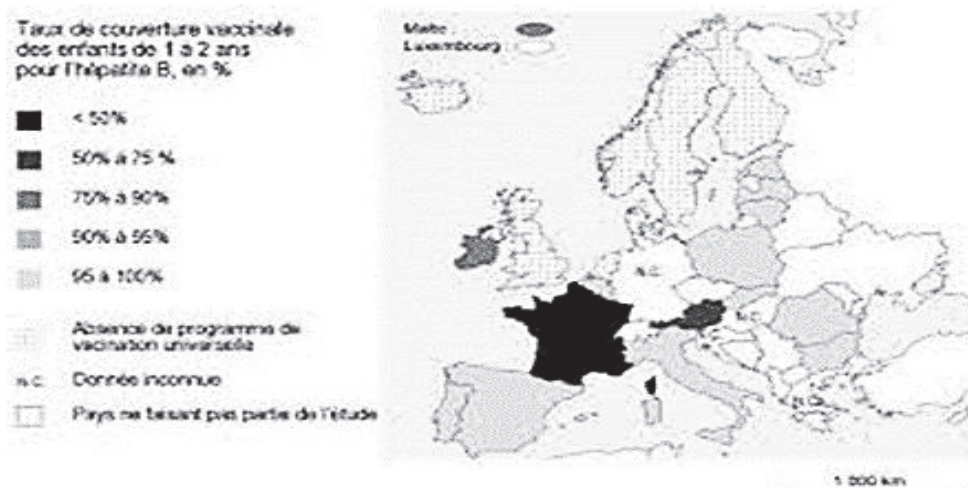 Taux de couverture vaccinale
des enfants de 1 à 2 ans
pour l'hépatite B, en %
< 50%
50% à 75 %
75% à 90%
90% à 95%
95 à 100%
Absence de programme de
vaccination universelle
N.C. Donnée inconnue
Pays ne faisant pas partie de l'étude
Malte :
Luxembourg :
N.C.
N.C.
1 000 km